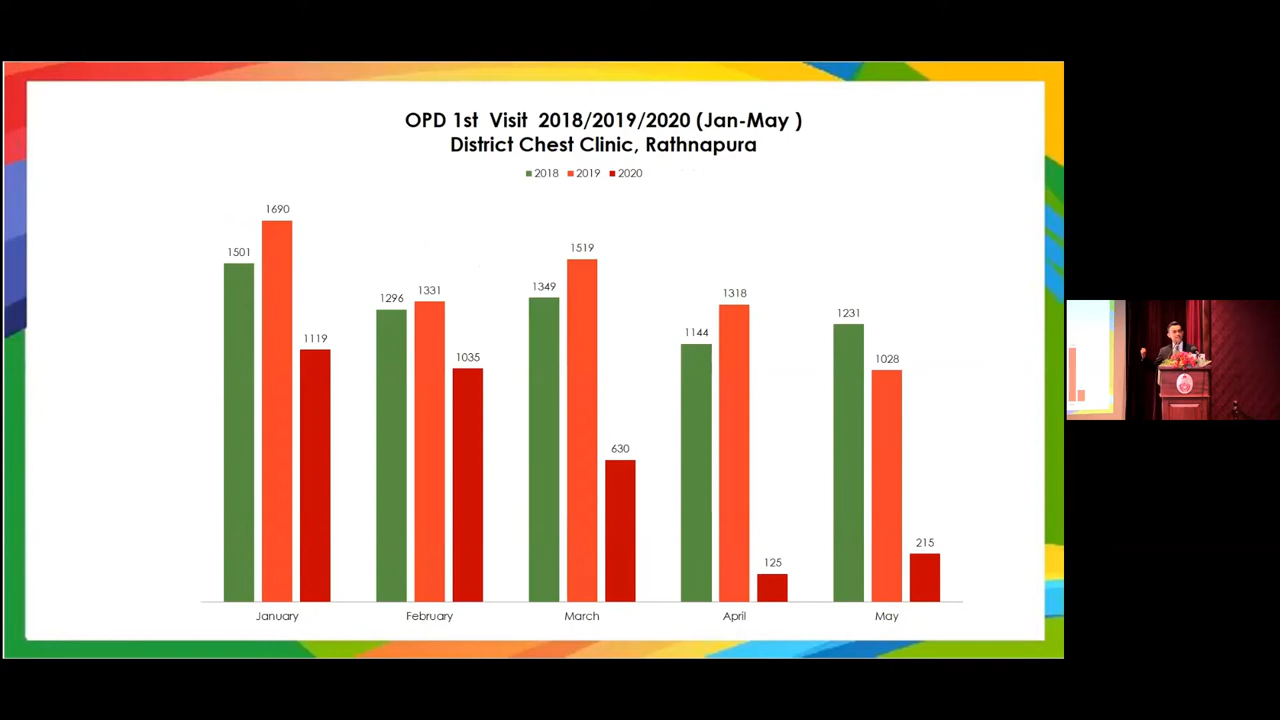 OPD 1st Visit 2018/2019/2020 (Jan-May )
District Chest Clinic, Rathnapura
2018 2019 2020
1501 1690 1119
1296 1331 1035
1349 1519 630
1144 1318 125
1231 1028 215
January February March April May